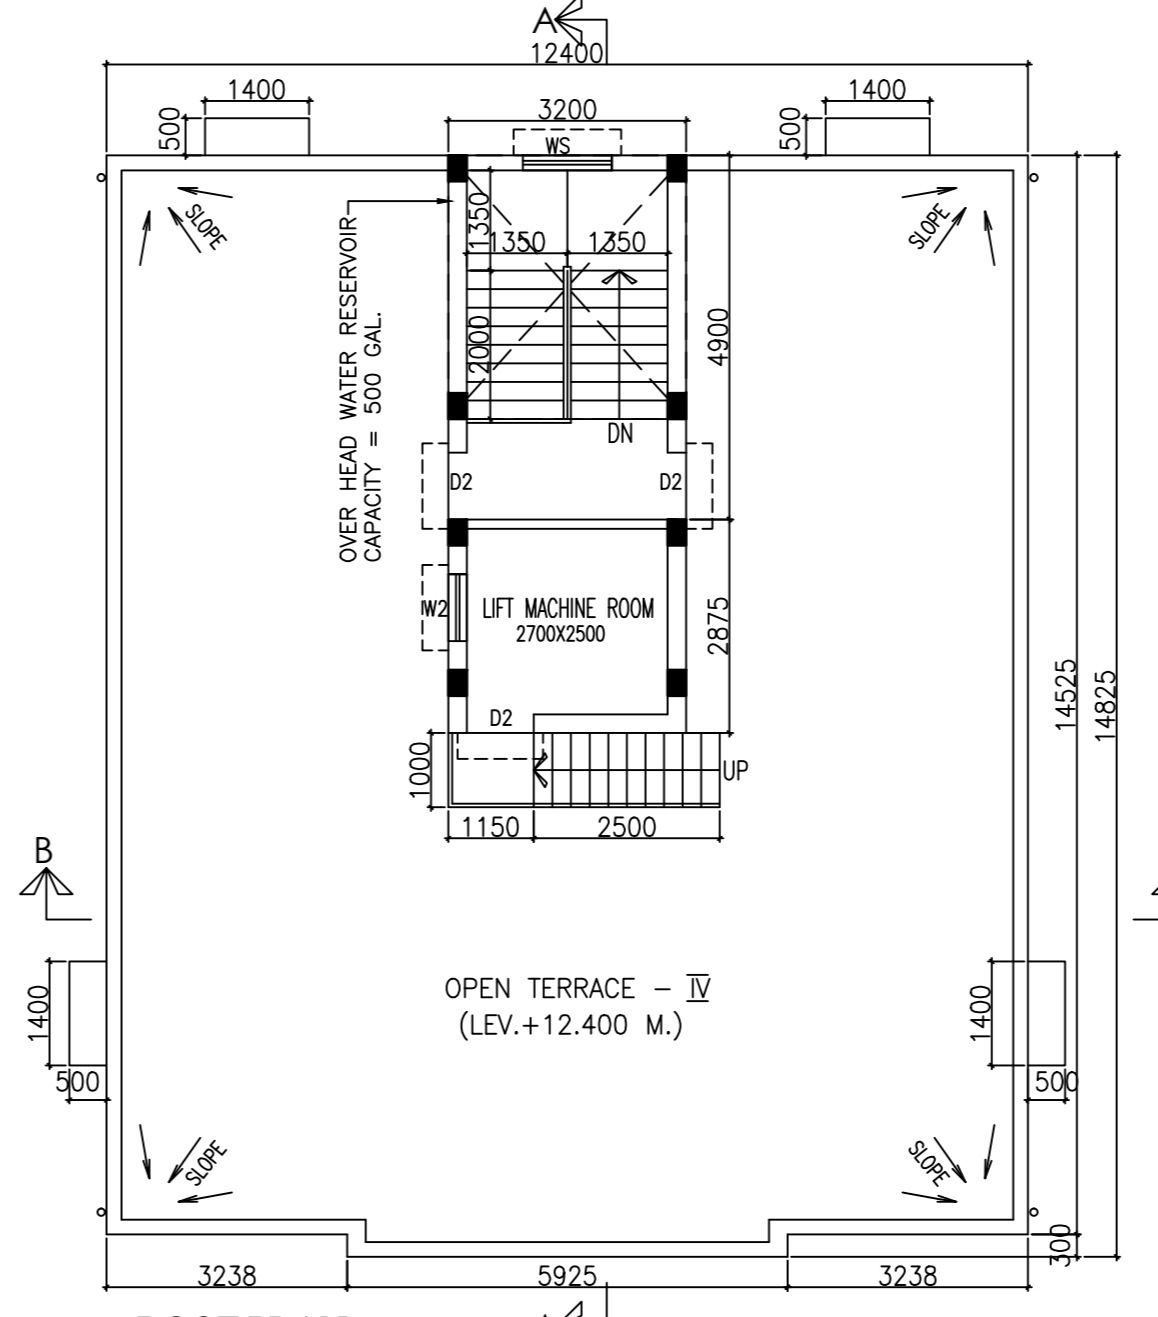 A
12400
1400
1400
3200
500
500
WS
SLOPE
SLOPE
1350
1350
1350
OVER HEAD WATER RESERVOIR
CAPACITY = 500 GAL.
2000
4900
DN
D2
D2
W2
LIFT MACHINE ROOM
2700X2500
2875
14525
14825
D2
1000
UP
1150
2500
B
OPEN TERRACE - IV
(LEV.+12.400 M.)
1400
1400
500
500
SLOPE
SLOPE
300
3238
5925
3238